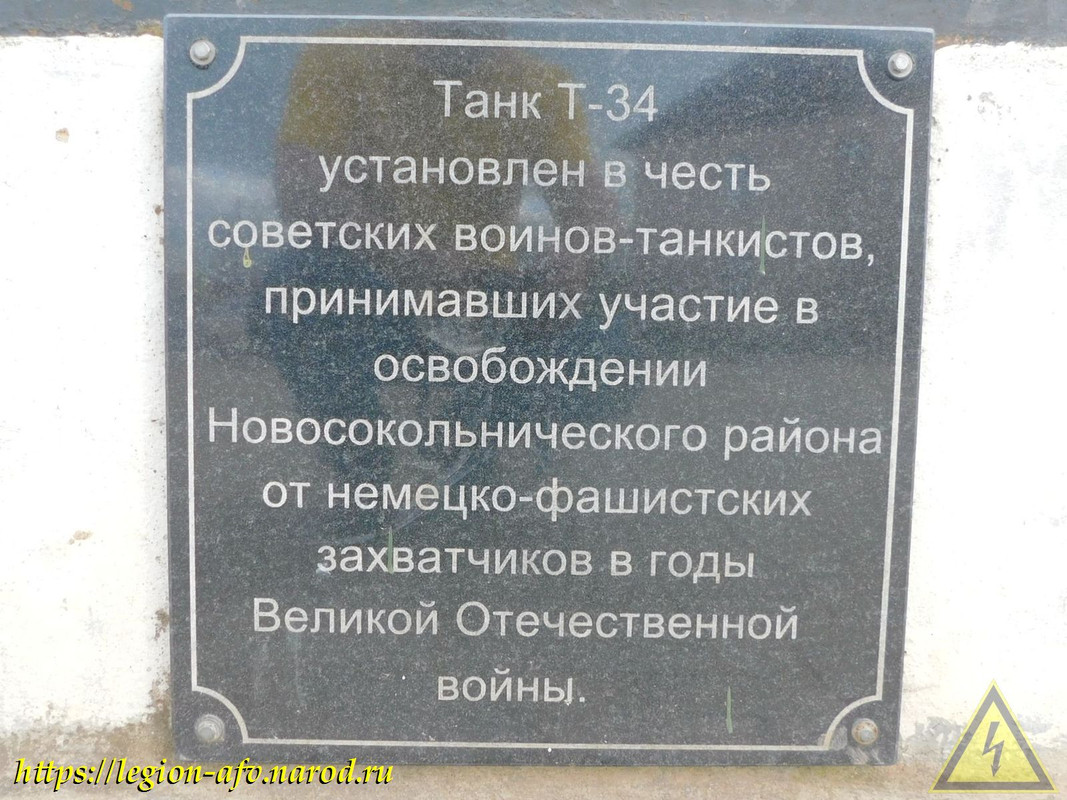 Танк Т-34
установлен в честь
советских воинов-танкистов,
принимавших участие в
освобождении
Новосокольнического района
от немецко-фашистских
захватчиков в годы
Великой Отечественной
войны.
https://legion-afv.narod.ru